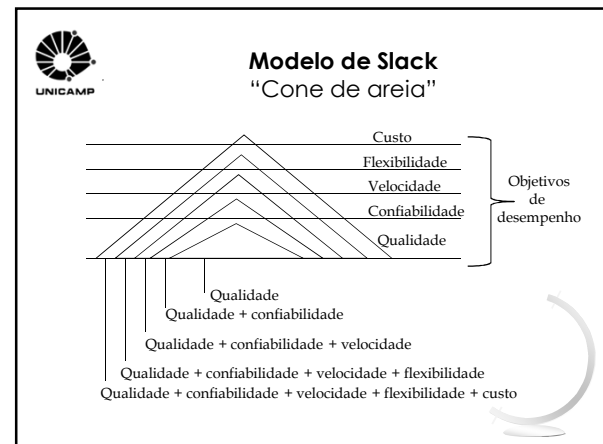 UNICAMP
Modelo de Slack
“Cone de areia”
Custo
Flexibilidade
Velocidade
Confiabilidade
Qualidade
Objetivos
de
desempenho
Qualidade
Qualidade + confiabilidade
Qualidade + confiabilidade + velocidade
Qualidade + confiabilidade + velocidade + flexibilidade
Qualidade + confiabilidade + velocidade + flexibilidade + custo